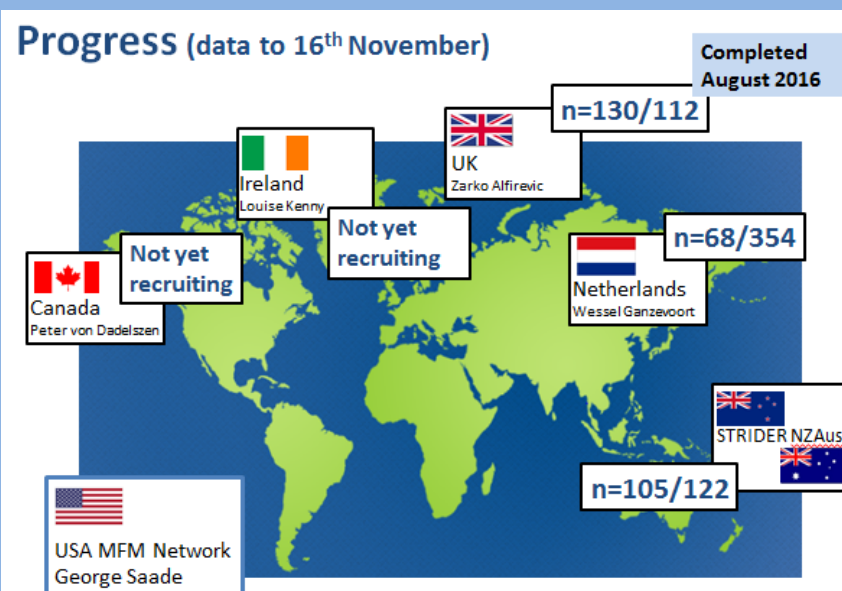 Progress (data to 16th November)
Completed
August 2016
n=130/112
UK
Zarko Alfirevic
Ireland
Louise Kenny
Not yet
recruiting
Not yet
recruiting
Canada
Peter von Dadelszen
n=68/354
Netherlands
Wessel Ganzevoort
STRIDER NZAus
n=105/122
USA MFM Network
George Saade